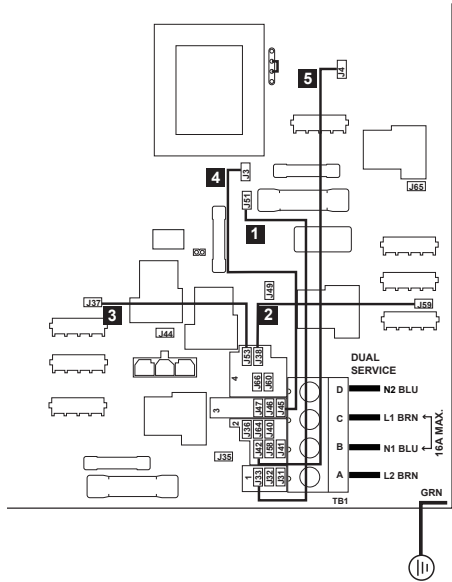 5
J4
4
J3
J51
1
J65
J49
J37
3
2
J59
J44
J53
J38
4
J66
J60
DUAL
SERVICE
D
N2 BLU
3
J47
J46
J45
C
L1 BRN
16A MAX.
2
J36
J64
J40
B
N1 BLU
J42
J58
J41
J35
1
J33
J32
J31
A
L2 BRN
TB1
GRN